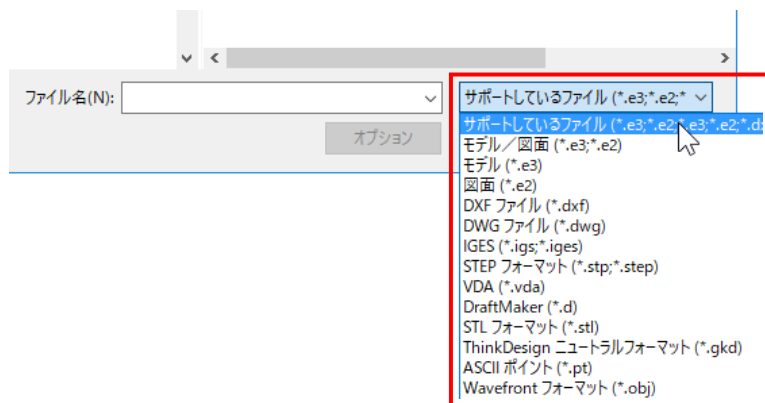 ファイル名(N):
サポートしているファイル (*.e3;*.e2;*
オプション
サポートしているファイル (*.e3;*.e2;*.e3;*.e2;*.d
モデル／図面 (*.e3;*.e2)
モデル (*.e3)
図面 (*.e2)
DXF ファイル (*.dxf)
DWG ファイル (*.dwg)
IGES (*.igs;*.iges)
STEP フォーマット (*.stp;*.step)
VDA (*.vda)
DraftMaker (*.d)
STL フォーマット (*.stl)
ThinkDesign ニュートラルフォーマット (*.gkd)
ASCII ポイント (*.pt)
Wavefront フォーマット (*.obj)